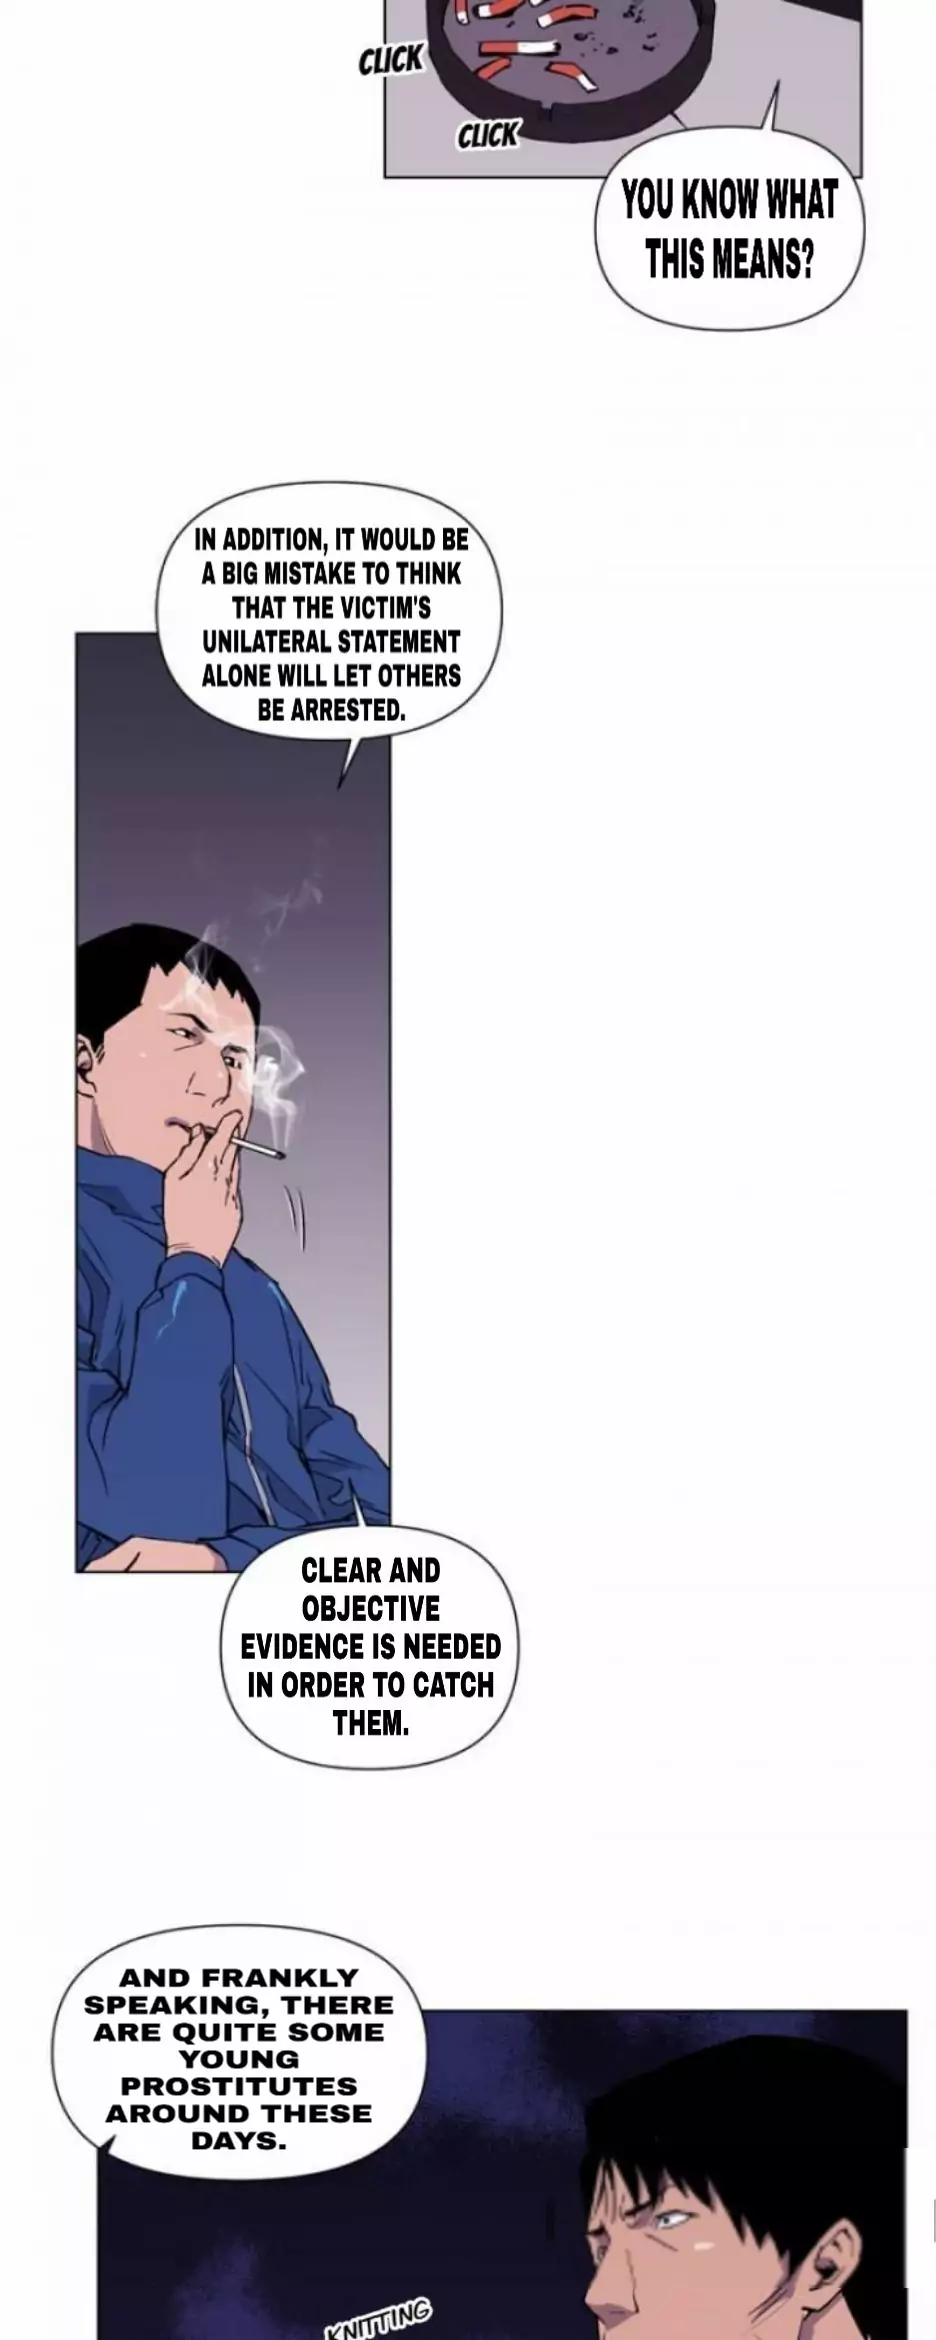 CLICK
CLICK
YOU KNOW WHAT
THIS MEANS?
IN ADDITION, IT WOULD BE
A BIG MISTAKE TO THINK
THAT THE VICTIM'S
UNILATERAL STATEMENT
ALONE WILL LET OTHERS
BE ARRESTED.
CLEAR AND
OBJECTIVE
EVIDENCE IS NEEDED
IN ORDER TO CATCH
THEM.
AND FRANKLY
SPEAKING, THERE
ARE QUITE SOME
YOUNG
PROSTITUTES
AROUND THESE
DAYS.
KNITTING